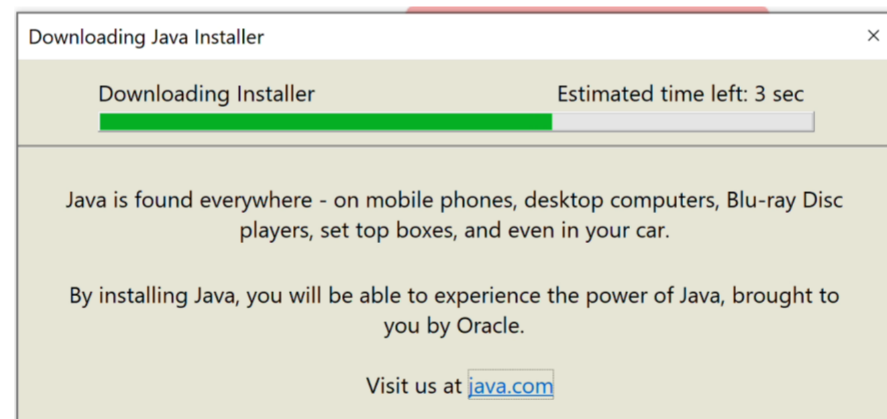 Downloading Java Installer
Downloading Installer
Estimated time left: 3 sec
Java is found everywhere - on mobile phones, desktop computers, Blu-ray Disc
players, set top boxes, and even in your car.
By installing Java, you will be able to experience the power of Java, brought to
you by Oracle.
Visit us at java.com